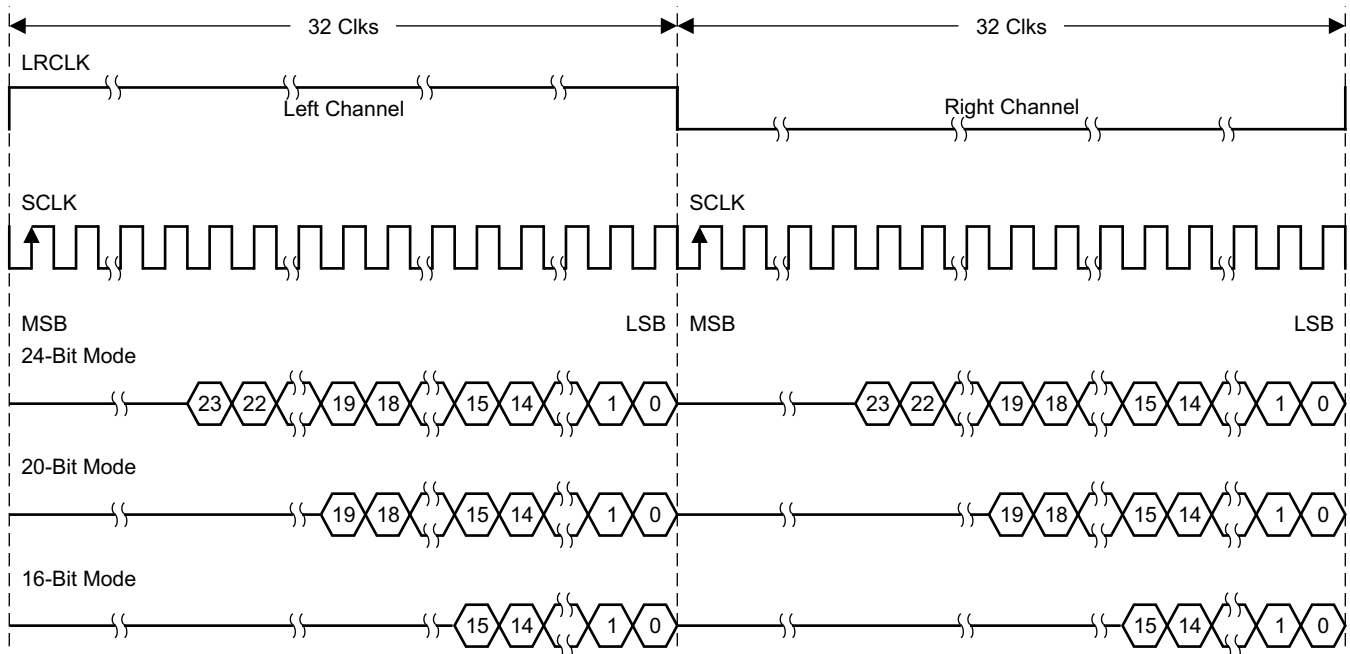 32 Clks 32 Clks
LRCLK
Left Channel Right Channel
SCLK SCLK
MSB LSB MSB LSB
24-Bit Mode
23 22 19 18 15 14 1 0 23 22 19 18 15 14 1 0
20-Bit Mode
19 18 15 14 1 0 19 18 15 14 1 0
16-Bit Mode
15 14 1 0 15 14 1 0